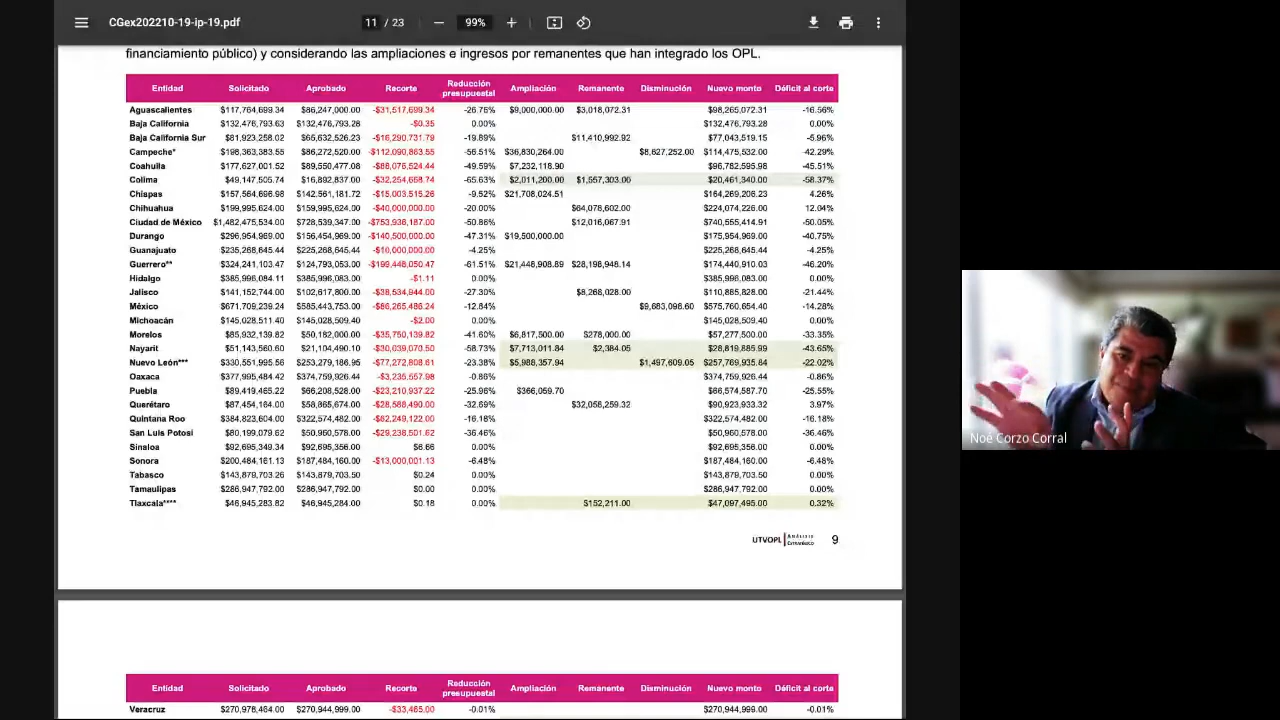 CGex202210-19-ip-19.pdf 11 / 23 99%
financiamiento público) y considerando las ampliaciones e ingresos por remanentes que han integrado los OPL.
Entidad Solicitado Aprobado Recorte Reducción presupuestal Ampliación Remanente Disminución Nuevo monto Déficit al corte
Aguascalientes $117,764,699.34 $86,247,000.00 -$31,517,699.34 -26.76% $9,000,000.00 $3,018,072.31 $98,265,072.31 -16.56%
Baja California $132,476,793.63 $132,476,793.28 -$0.35 0.00% $132,476,793.28 0.00%
Baja California Sur $81,923,258.02 $65,632,526.23 -$16,290,731.79 -19.89% $11,410,992.92 $77,043,519.15 -5.96%
Campeche* $198,363,383.55 $86,272,520.00 -$112,090,863.55 -56.51% $36,830,264.00 $8,627,252.00 $114,475,532.00 -42.29%
Coahuila $177,627,001.52 $89,550,477.08 -$88,076,524.44 -49.59% $7,232,118.90 $96,782,595.98 -45.51%
Colima $49,147,505.74 $16,892,837.00 -$32,254,668.74 -65.63% $2,011,200.00 $1,557,303.00 $20,461,340.00 -58.37%
Chispas $157,564,696.98 $142,561,181.72 -$15,003,515.26 -9.52% $21,708,024.51 $164,269,206.23 4.26%
Chihuahua $199,995,624.00 $159,995,624.00 -$40,000,000.00 -20.00% $64,078,602.00 $224,074,226.00 12.04%
Ciudad de México $1,482,475,534.00 $728,539,347.00 -$753,936,187.00 -50.86% $12,016,067.91 $740,555,414.91 -50.05%
Durango $296,954,969.00 $156,454,969.00 -$140,500,000.00 -47.31% $19,500,000.00 $175,954,969.00 -40.75%
Guanajuato $235,268,645.44 $225,268,645.44 -$10,000,000.00 -4.25% $225,268,645.44 -4.25%
Guerrero** $324,241,103.47 $124,793,053.00 -$199,448,050.47 -61.51% $21,448,908.89 $28,198,948.14 $174,440,910.03 -46.20%
Hidalgo $385,996,084.11 $385,996,083.00 -$1.11 0.00% $385,996,083.00 0.00%
Jalisco $141,152,744.00 $102,617,800.00 -$38,534,944.00 -27.30% $8,268,028.00 $110,885,828.00 -21.44%
México $671,709,239.24 $585,443,753.00 -$86,265,486.24 -12.84% $9,683,098.60 $575,760,654.40 -14.28%
Michoacán $145,028,511.40 $145,028,509.40 -$2.00 0.00% $145,028,509.40 0.00%
Morelos $85,932,139.82 $50,182,000.00 -$35,750,139.82 -41.60% $6,817,500.00 $278,000.00 $57,277,500.00 -33.35%
Nayarit $51,143,560.60 $21,104,490.10 -$30,039,070.50 -58.73% $7,713,011.84 $2,384.05 $28,819,885.99 -43.65%
Nuevo León*** $330,551,995.56 $253,279,186.95 -$77,272,808.61 -23.38% $5,988,357.94 $1,497,609.05 $257,769,935.84 -22.02%
Oaxaca $377,995,484.42 $374,759,926.44 -$3,235,557.98 -0.86% $374,759,926.44 -0.86%
Puebla $89,419,465.22 $66,208,528.00 -$23,210,937.22 -25.96% $366,059.70 $66,574,587.70 -25.55%
Querétaro $87,454,164.00 $58,865,674.00 -$28,588,490.00 -32.69% $32,058,259.32 $90,923,933.32 3.97%
Quintana Roo $384,823,604.00 $322,574,482.00 -$62,249,122.00 -16.18% $322,574,482.00 -16.18%
San Luis Potosí $80,199,079.62 $50,960,578.00 -$29,238,501.62 -36.46% $50,960,578.00 -36.46%
Sinaloa $92,695,349.34 $92,695,356.00 $6.66 0.00% $92,695,356.00 0.00%
Sonora $200,484,161.13 $187,484,160.00 -$13,000,001.13 -6.48% $187,484,160.00 -6.48%
Tabasco $143,879,703.26 $143,879,703.50 $0.24 0.00% $143,879,703.50 0.00%
Tamaulipas $286,947,792.00 $286,947,792.00 $0.00 0.00% $286,947,792.00 0.00%
Tlaxcala**** $46,945,283.82 $46,945,284.00 $0.18 0.00% $152,211.00 $47,097,495.00 0.32%
UTVOPL ANÁLISIS ESTRATÉGICO 9
Entidad Solicitado Aprobado Recorte Reducción presupuestal Ampliación Remanente Disminución Nuevo monto Déficit al corte
Veracruz $270,978,464.00 $270,944,999.00 -$33,465.00 -0.01% $270,944,999.00 -0.01%
Noé Corzo Corral